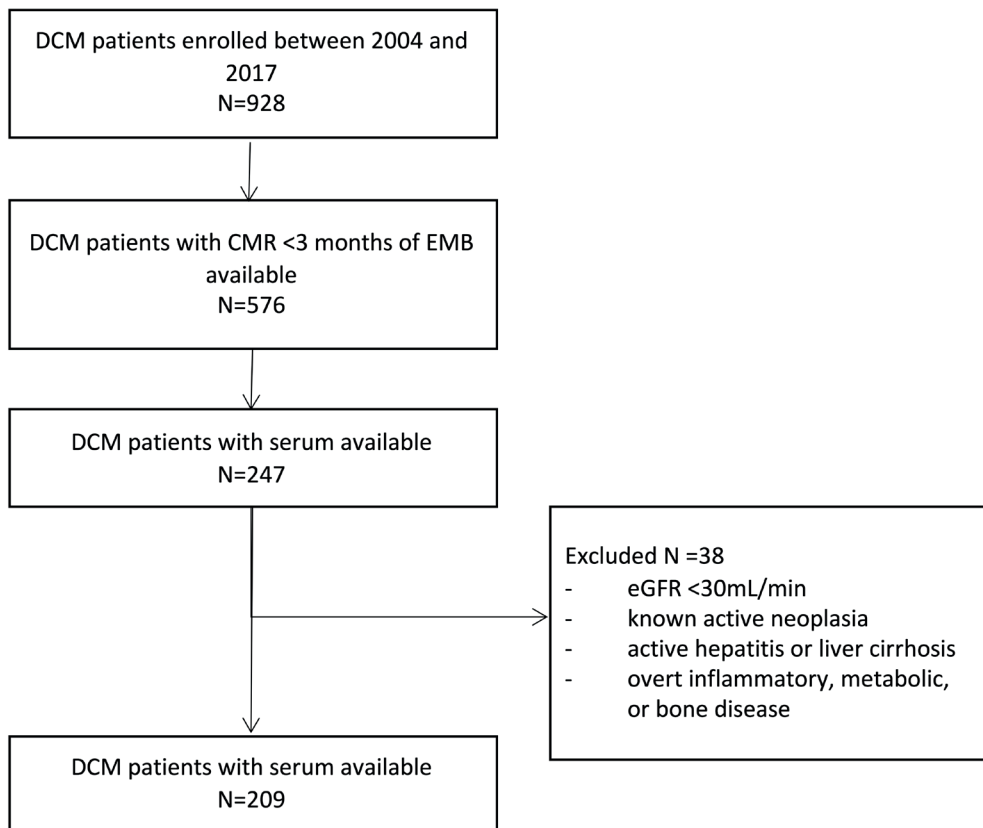 DCM patients enrolled between 2004 and
2017
N=928
DCM patients with CMR <3 months of EMB
available
N=576
DCM patients with serum available
N=247
Excluded N =38
- eGFR <30mL/min
- known active neoplasia
- active hepatitis or liver cirrhosis
- overt inflammatory, metabolic,
or bone disease
DCM patients with serum available
N=209